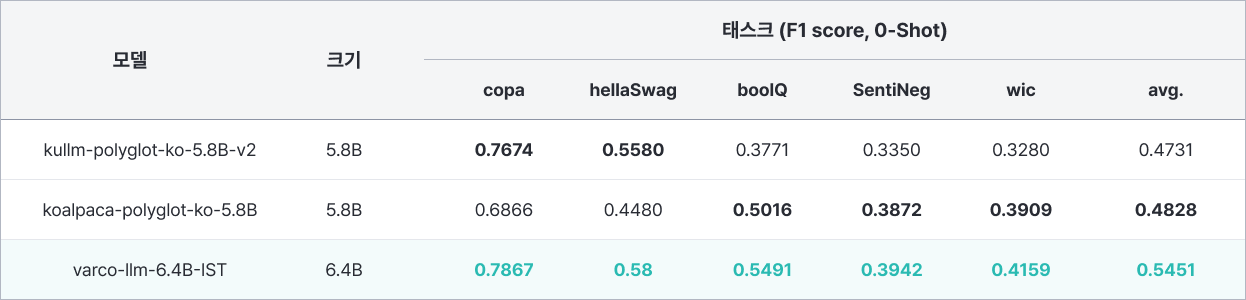 모델 크기 태스크 (F1 score, 0-Shot)
copa hellaSwag boolQ SentiNeg wic avg.
kullm-polyglot-ko-5.8B-v2 5.8B 0.7674 0.5580 0.3771 0.3350 0.3280 0.4731
koalpaca-polyglot-ko-5.8B 5.8B 0.6866 0.4480 0.5016 0.3872 0.3909 0.4828
varco-llm-6.4B-IST 6.4B 0.7867 0.58 0.5491 0.3942 0.4159 0.5451